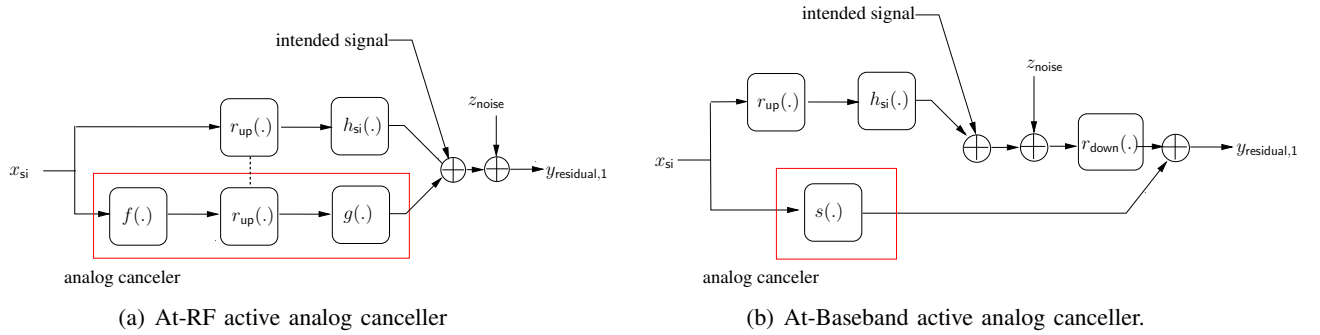 intended signal
z_noise
r_up(.)
h_si(.)
x_si
y_residual,1
f(.)
r_up(.)
g(.)
analog canceler
(a) At-RF active analog canceller
intended signal
z_noise
r_up(.)
h_si(.)
r_down(.)
x_si
y_residual,1
s(.)
analog canceler
(b) At-Baseband active analog canceller.